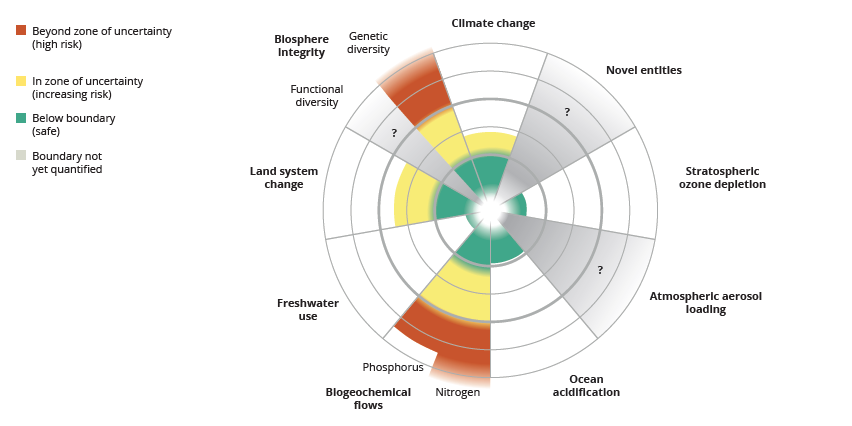 Beyond zone of uncertainty
(high risk)
In zone of uncertainty
(increasing risk)
Below boundary
(safe)
Boundary not
yet quantified
Climate change
Genetic
diversity
Biosphere
integrity
Functional
diversity
Novel entities
?
?
Land system
change
Stratospheric
ozone depletion
?
Freshwater
use
Atmospheric aerosol
loading
Phosphorus
Nitrogen
Biogeochemical
flows
Ocean
acidification